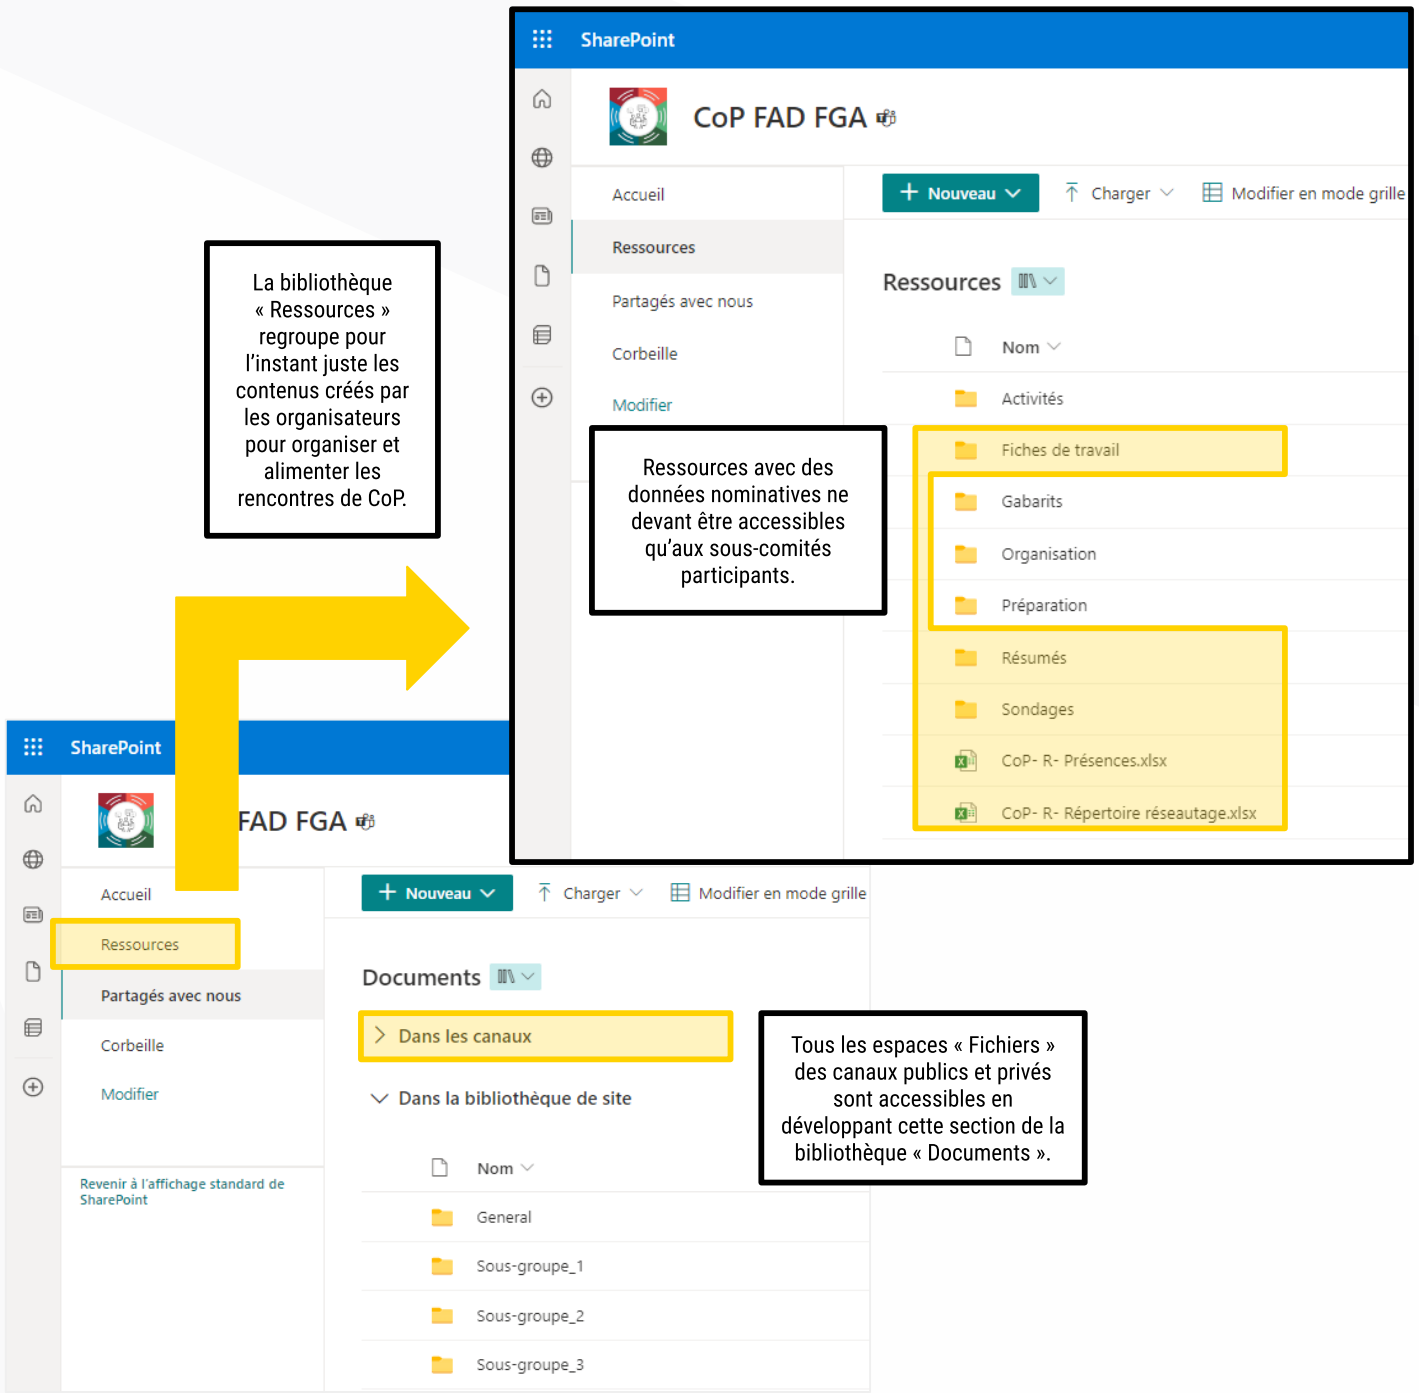 SharePoint
CoP FAD FGA
Accueil
Ressources
Partagés avec nous
Corbeille
Modifier
+ Nouveau
Charger
Modifier en mode grille
Ressources
Nom
Activités
Fiches de travail
Gabarits
Organisation
Préparation
Résumés
Sondages
CoP- R- Présences.xlsx
CoP- R- Répertoire réseautage.xlsx
La bibliothèque
« Ressources »
regroupe pour
l’instant juste les
contenus créés par
les organisateurs
pour organiser et
alimenter les
rencontres de CoP.
Ressources avec des
données nominatives ne
devant être accessibles
qu’aux sous-comités
participants.
SharePoint
FAD FGA
Accueil
Ressources
Partagés avec nous
Corbeille
Modifier
Revenir à l'affichage standard de
SharePoint
+ Nouveau
Charger
Modifier en mode grille
Documents
Dans les canaux
Dans la bibliothèque de site
Nom
General
Sous-groupe_1
Sous-groupe_2
Sous-groupe_3
Tous les espaces « Fichiers »
des canaux publics et privés
sont accessibles en
développant cette section de la
bibliothèque « Documents ».